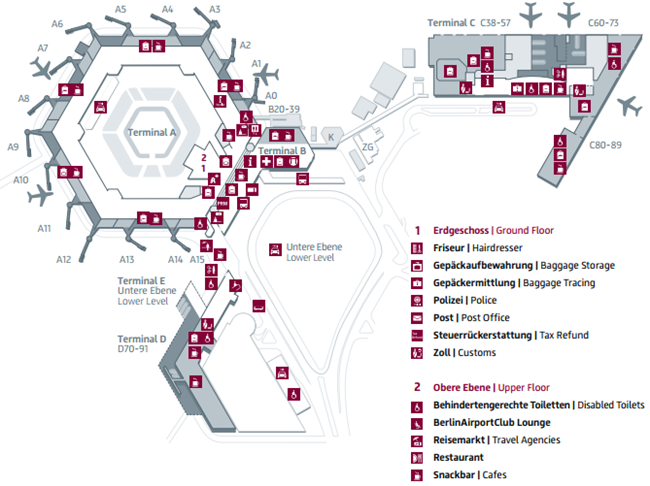 A5
A4
A3
A6
A2
A7
A1
A0
A8
A9
A10
A11
A12
A13
A14
A15
Terminal A
2
1
B20-39
Terminal B
K
ZG
Terminal C C38-57
C60-73
C80-89
Untere Ebene
Lower Level
Terminal E
Untere Ebene
Lower Level
Terminal D
D70-91
1 Erdgeschoss | Ground Floor
Friseur | Hairdresser
Gepäckaufbewahrung | Baggage Storage
Gepäckermittlung | Baggage Tracing
Polizei | Police
Post | Post Office
Steuerrückerstattung | Tax Refund
Zoll | Customs
2 Obere Ebene | Upper Floor
Behindertengerechte Toiletten | Disabled Toilets
BerlinAirportClub Lounge
Reisemarkt | Travel Agencies
Restaurant
Snackbar | Cafes